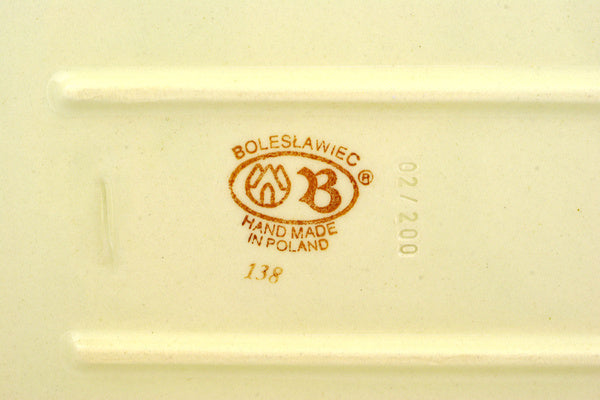 BOLESŁAWIEC
B®
HAND MADE
IN POLAND
138
02/200